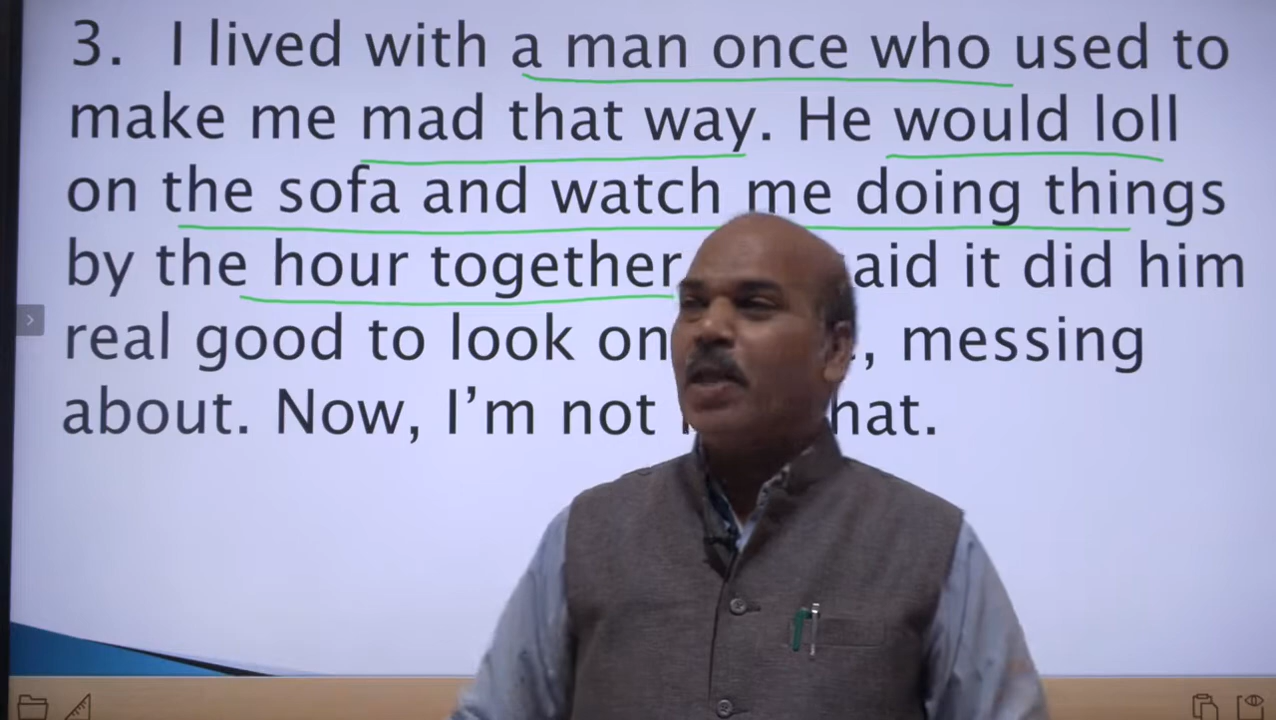 3. I lived with a man once who used to
make me mad that way. He would loll
on the sofa and watch me doing things
by the hour together aid it did him
real good to look on , messing
about. Now, I'm not hat.